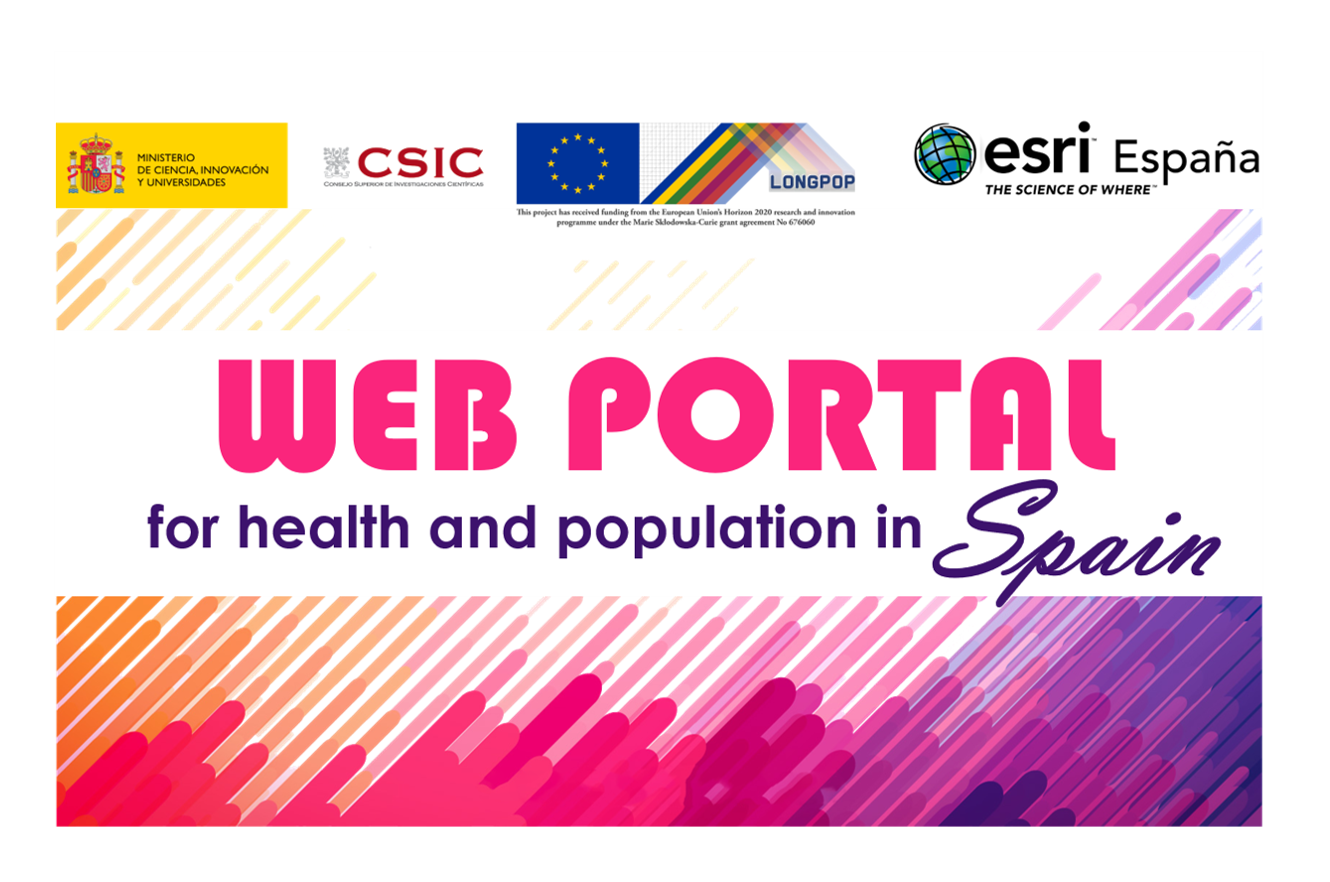 MINISTERIO
DE CIENCIA, INNOVACIÓN
Y UNIVERSIDADES
CSIC
CONSEJO SUPERIOR DE INVESTIGACIONES CIENTÍFICAS
LONGPOP
This project has received funding from the European Union's Horizon 2020 research and innovation
programme under the Marie Skłodowska-Curie grant agreement No 676060
esri™ España
THE SCIENCE OF WHERE™
WEB PORTAL
for health and population in Spain